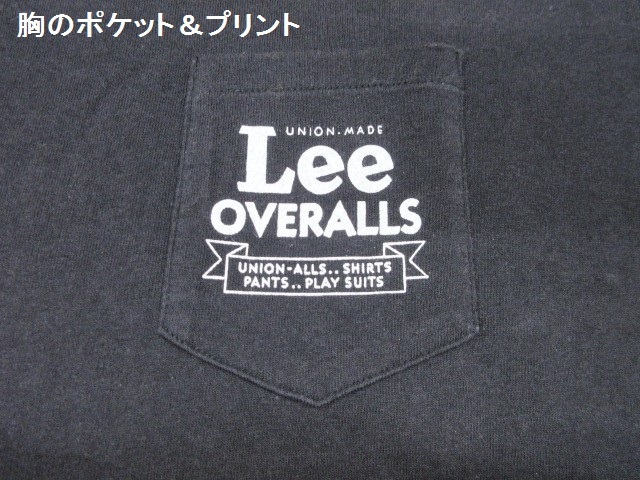 胸のポケット＆プリント
UNION-MADE
Lee
OVERALLS
UNION-ALLS.. SHIRTS
PANTS.. PLAY SUITS